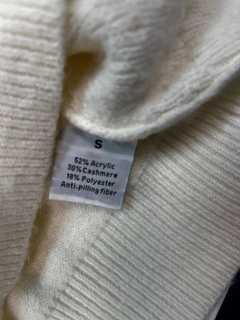 S
52% Acrylic
30% Cashmere
18% Polyester
Anti-Pilling fiber